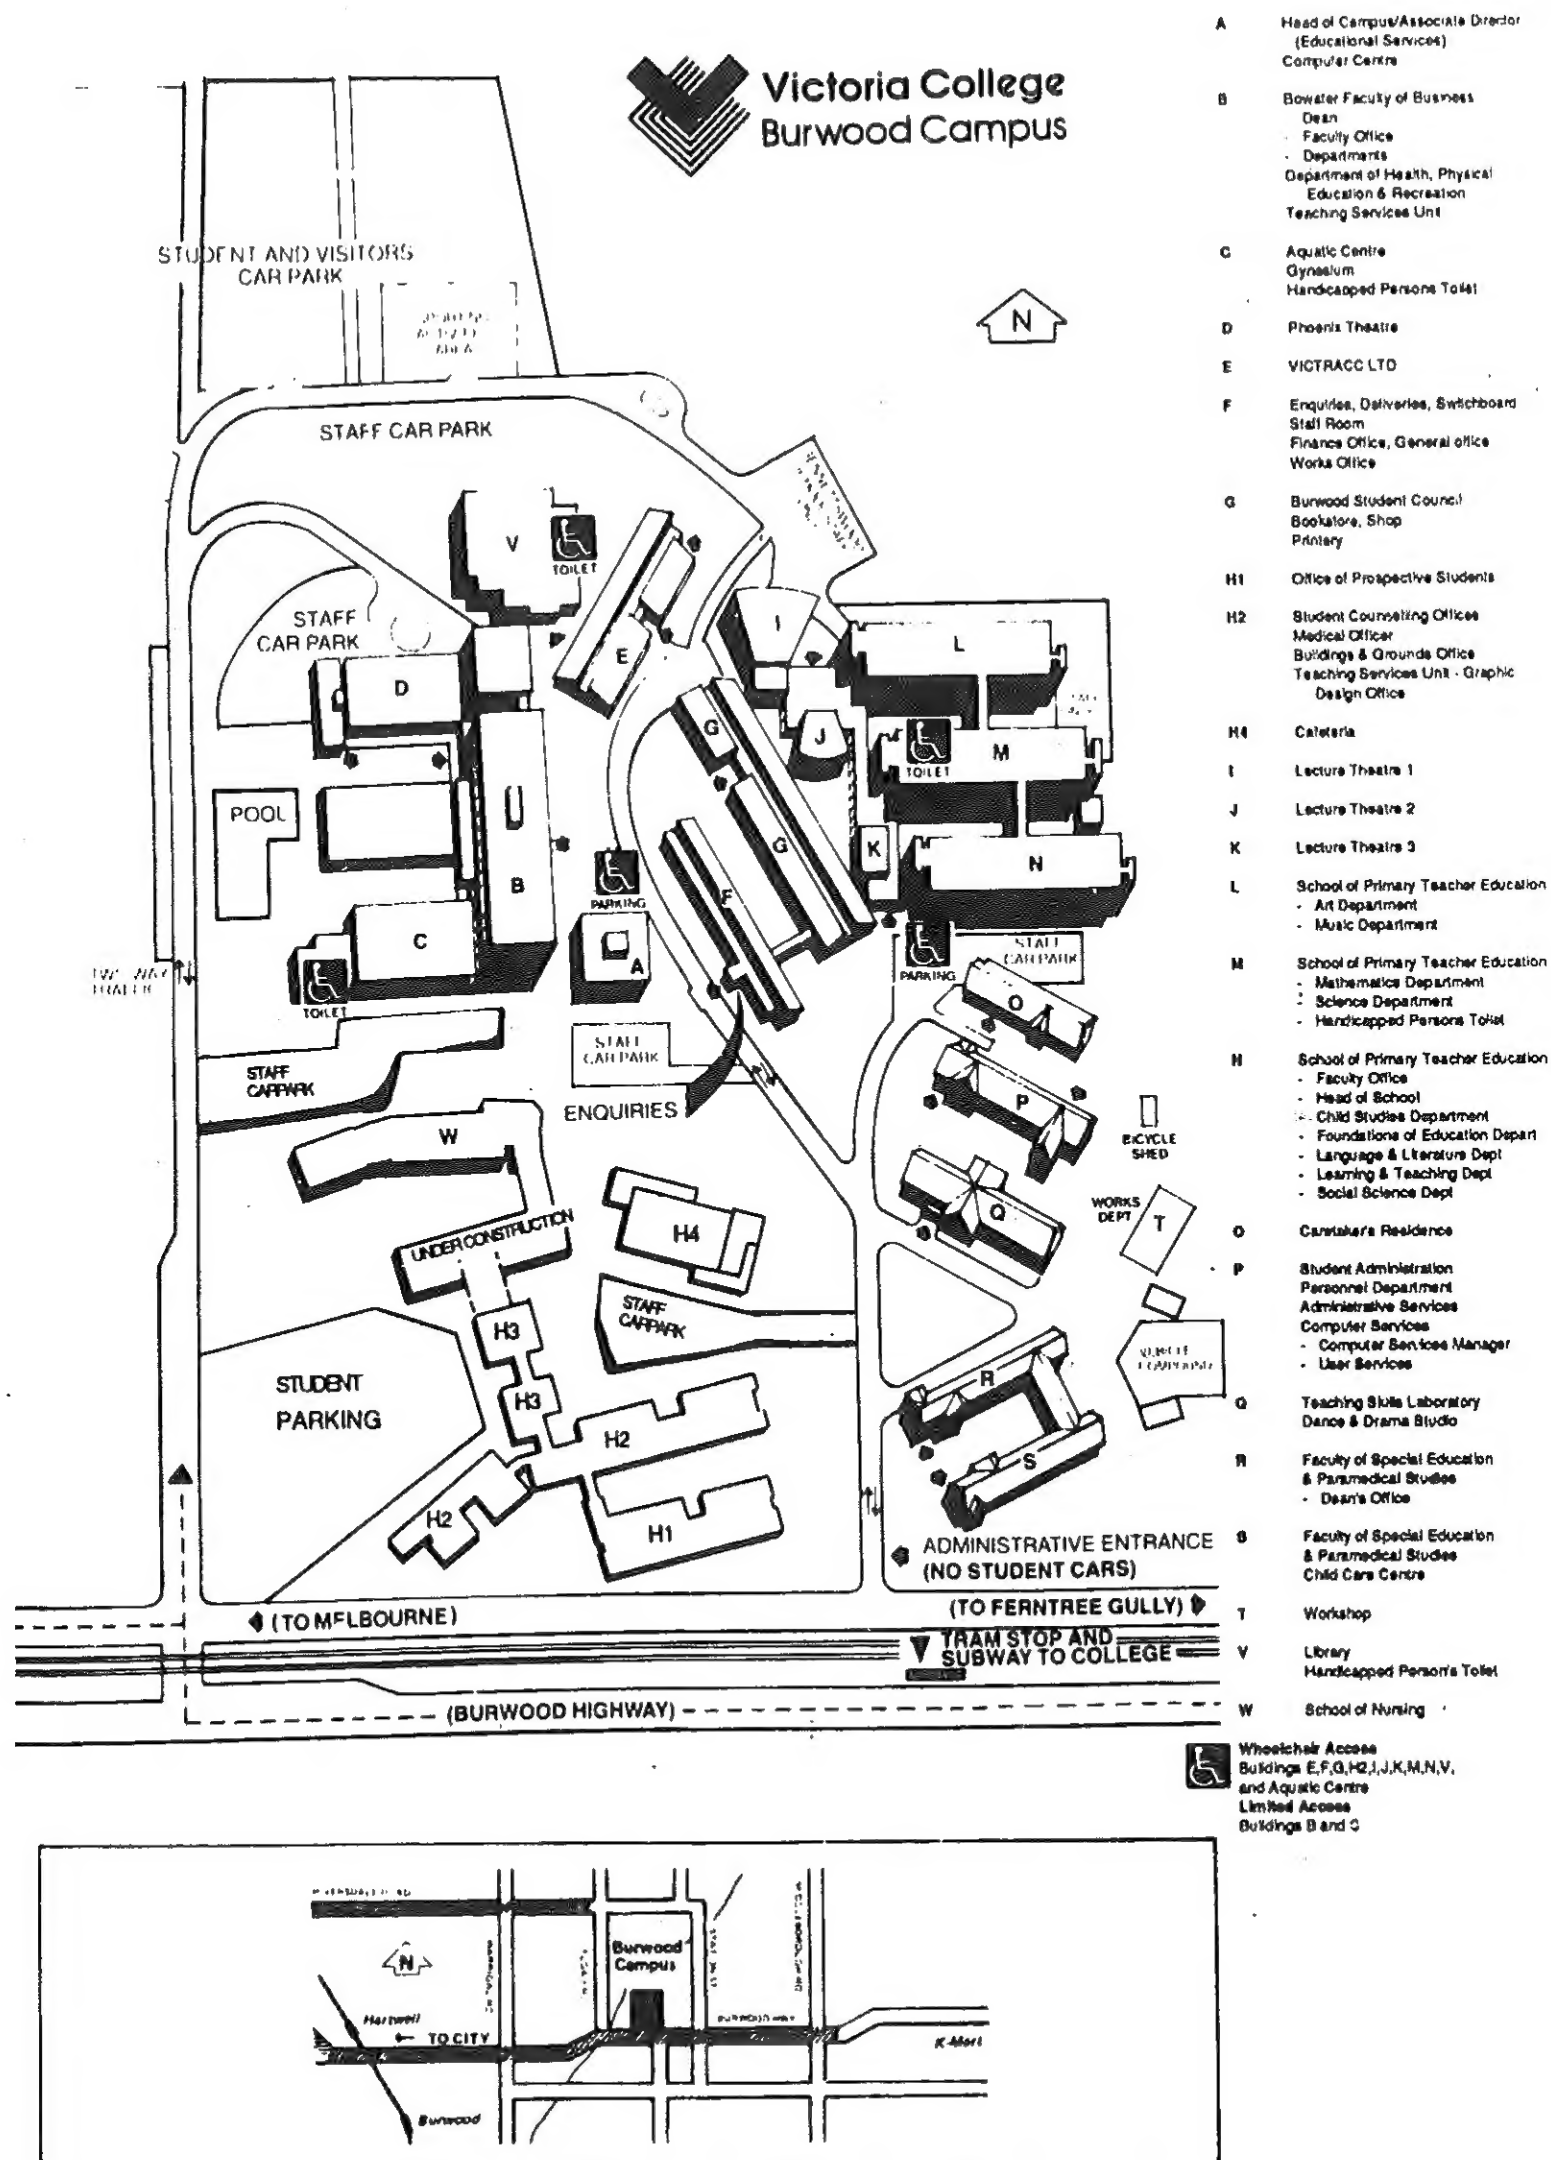 Victoria College
Burwood Campus
STUDENT AND VISITORS
CAR PARK
AREA
N
STAFF CAR PARK
V
TOILET
STAFF
CAR PARK
E
I
L
D
G
J
M
TOILET
POOL
B
PARKING
F
G
K
N
C
A
TOILET
TWO WAY
TRAFFIC
PARKING
STAFF
CAR PARK
O
STAFF
CARPARK
STAFF
CAR PARK
ENQUIRIES
P
W
BICYCLE
SHED
UNDER CONSTRUCTION
H4
Q
WORKS
DEPT
T
H3
STAFF
CARPARK
VEHICLE
COMPOUND
STUDENT
PARKING
H3
R
H2
S
H2
H1
ADMINISTRATIVE ENTRANCE
(NO STUDENT CARS)
(TO MELBOURNE)
(TO FERNTREE GULLY)
TRAM STOP AND
SUBWAY TO COLLEGE
(BURWOOD HIGHWAY)
A Head of Campus/Associate Director
(Educational Services)
Computer Centre
B Bowater Faculty of Business
Dean
- Faculty Office
- Departments
Department of Health, Physical
Education & Recreation
Teaching Services Unit
C Aquatic Centre
Gynasium
Handicapped Persons Toilet
D Phoenix Theatre
E VICTRACC LTD
F Enquiries, Deliveries, Switchboard
Staff Room
Finance Office, General office
Works Office
G Burwood Student Council
Bookstore, Shop
Printery
H1 Office of Prospective Students
H2 Student Counselling Offices
Medical Officer
Buildings & Grounds Office
Teaching Services Unit - Graphic
Design Office
H4 Cafeteria
I Lecture Theatre 1
J Lecture Theatre 2
K Lecture Theatre 3
L School of Primary Teacher Education
- Art Department
- Music Department
M School of Primary Teacher Education
- Mathematics Department
- Science Department
- Handicapped Persons Toilet
N School of Primary Teacher Education
- Faculty Office
- Head of School
- Child Studies Department
- Foundations of Education Depart
- Language & Literature Dept
- Learning & Teaching Dept
- Social Science Dept
O Caretaker's Residence
P Student Administration
Personnel Department
Administrative Services
Computer Services
- Computer Services Manager
- User Services
Q Teaching Skills Laboratory
Dance & Drama Studio
R Faculty of Special Education
& Paramedical Studies
- Dean's Office
S Faculty of Special Education
& Paramedical Studies
Child Care Centre
T Workshop
V Library
Handicapped Person's Toilet
W School of Nursing
Wheelchair Access
Buildings E,F,G,H2,I,J,K,M,N,V,
and Aquatic Centre
Limited Access
Buildings B and C
N
Burwood
Campus
Hartwell
TO CITY
BURWOOD HWY
K-Mart
Burwood